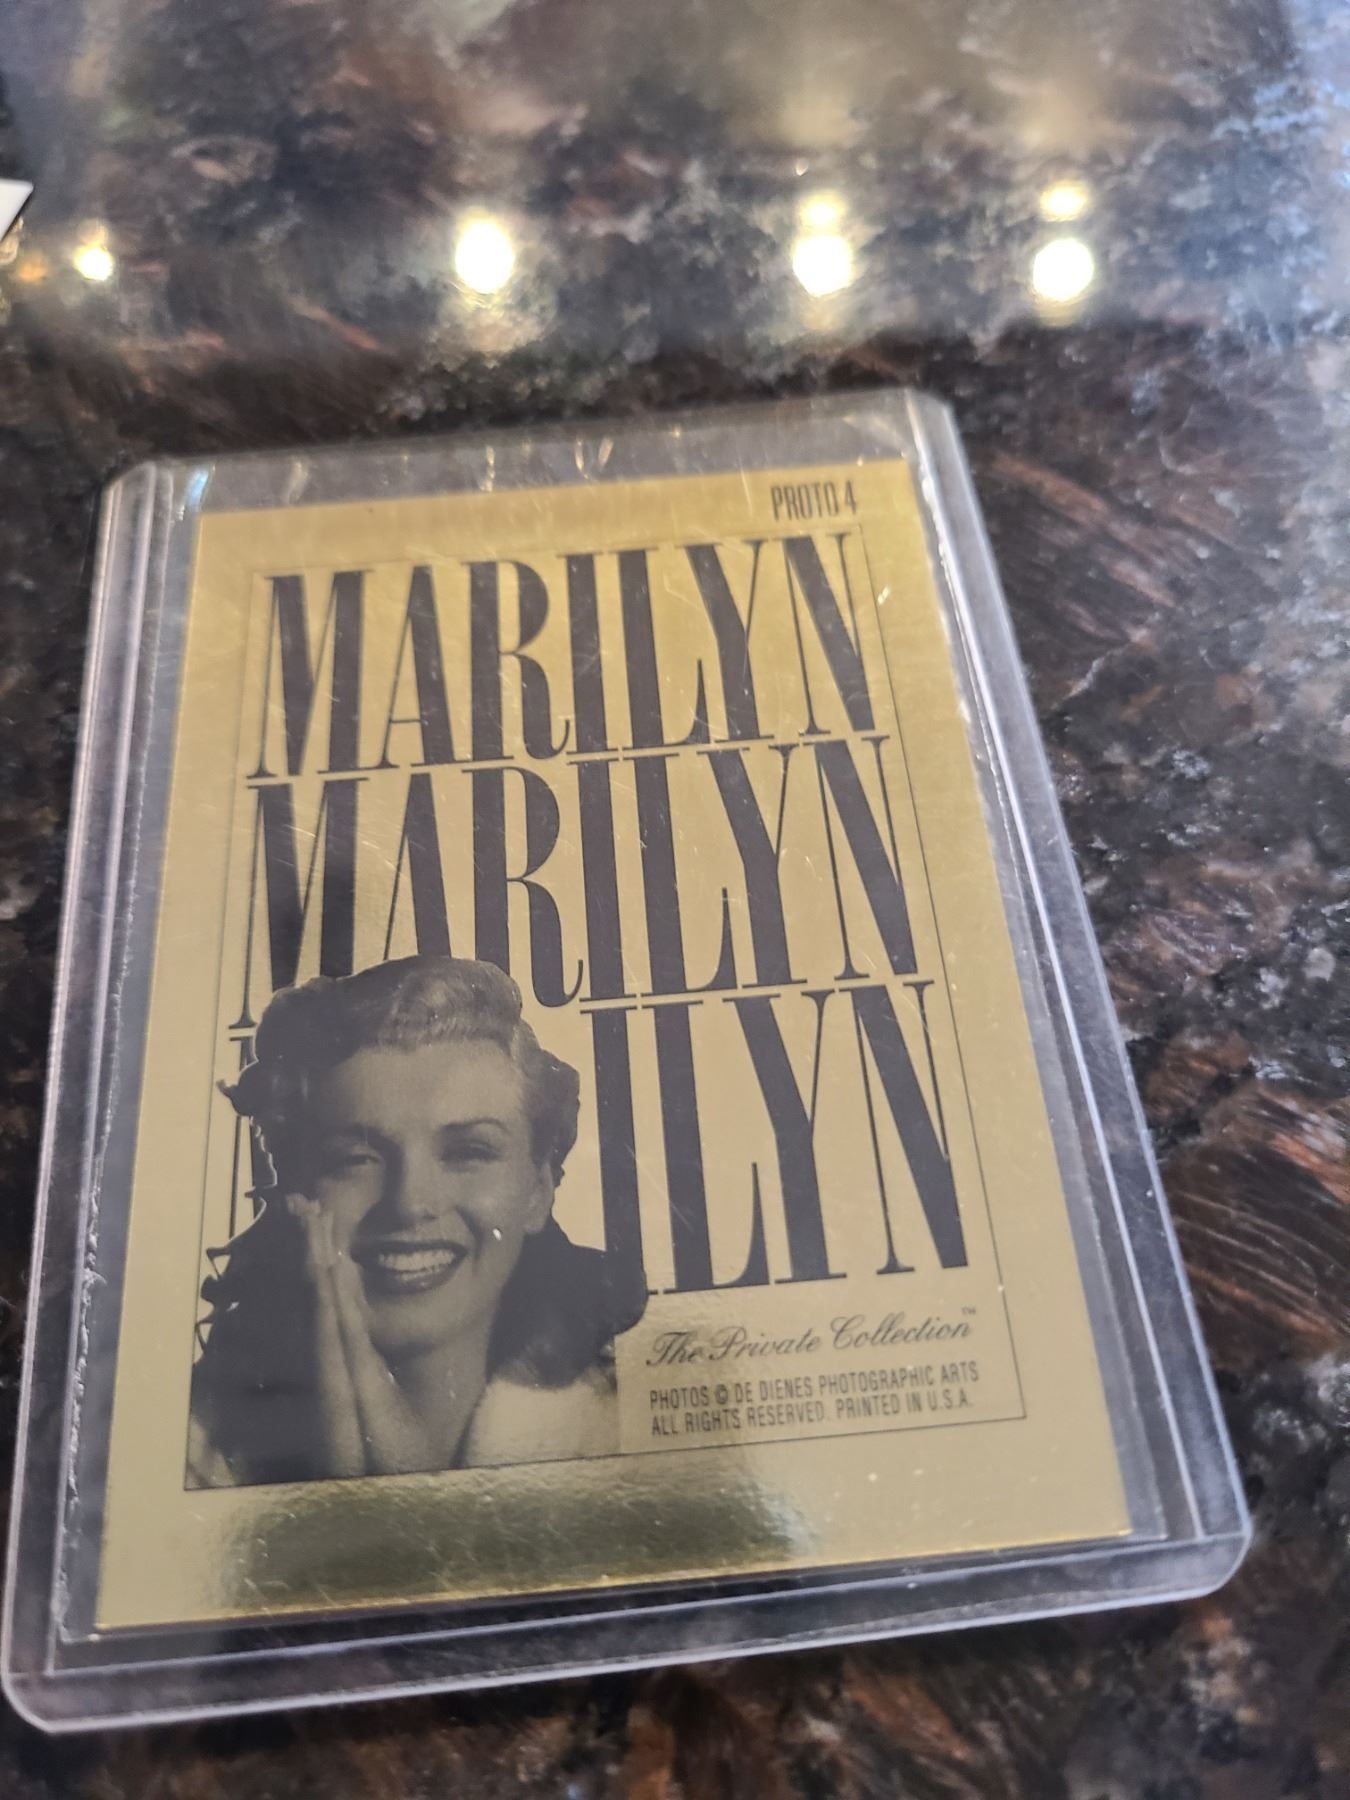 PROTO 4
MARILYN
MARILYN
ILYN
The Private Collection™
PHOTOS © DE DIENES PHOTOGRAPHIC ARTS
ALL RIGHTS RESERVED. PRINTED IN U.S.A.